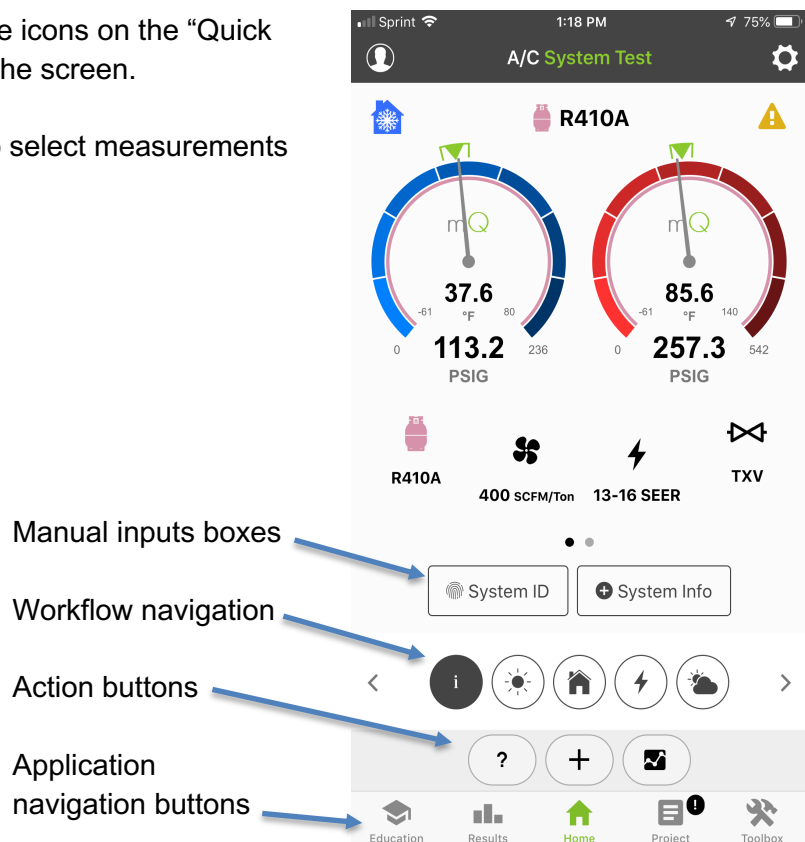 e icons on the “Quick
he screen.
select measurements
Sprint 1:18 PM 75%
A/C System Test
R410A
mQ mQ
37.6 85.6
-61 °F 80 -61 °F 140
0 113.2 236 0 257.3 542
PSIG PSIG
R410A 400 SCFM/Ton 13-16 SEER TXV
Manual inputs boxes
System ID System Info
Workflow navigation
i
Action buttons
?
Application
navigation buttons
Education Results Home Project Toolbox